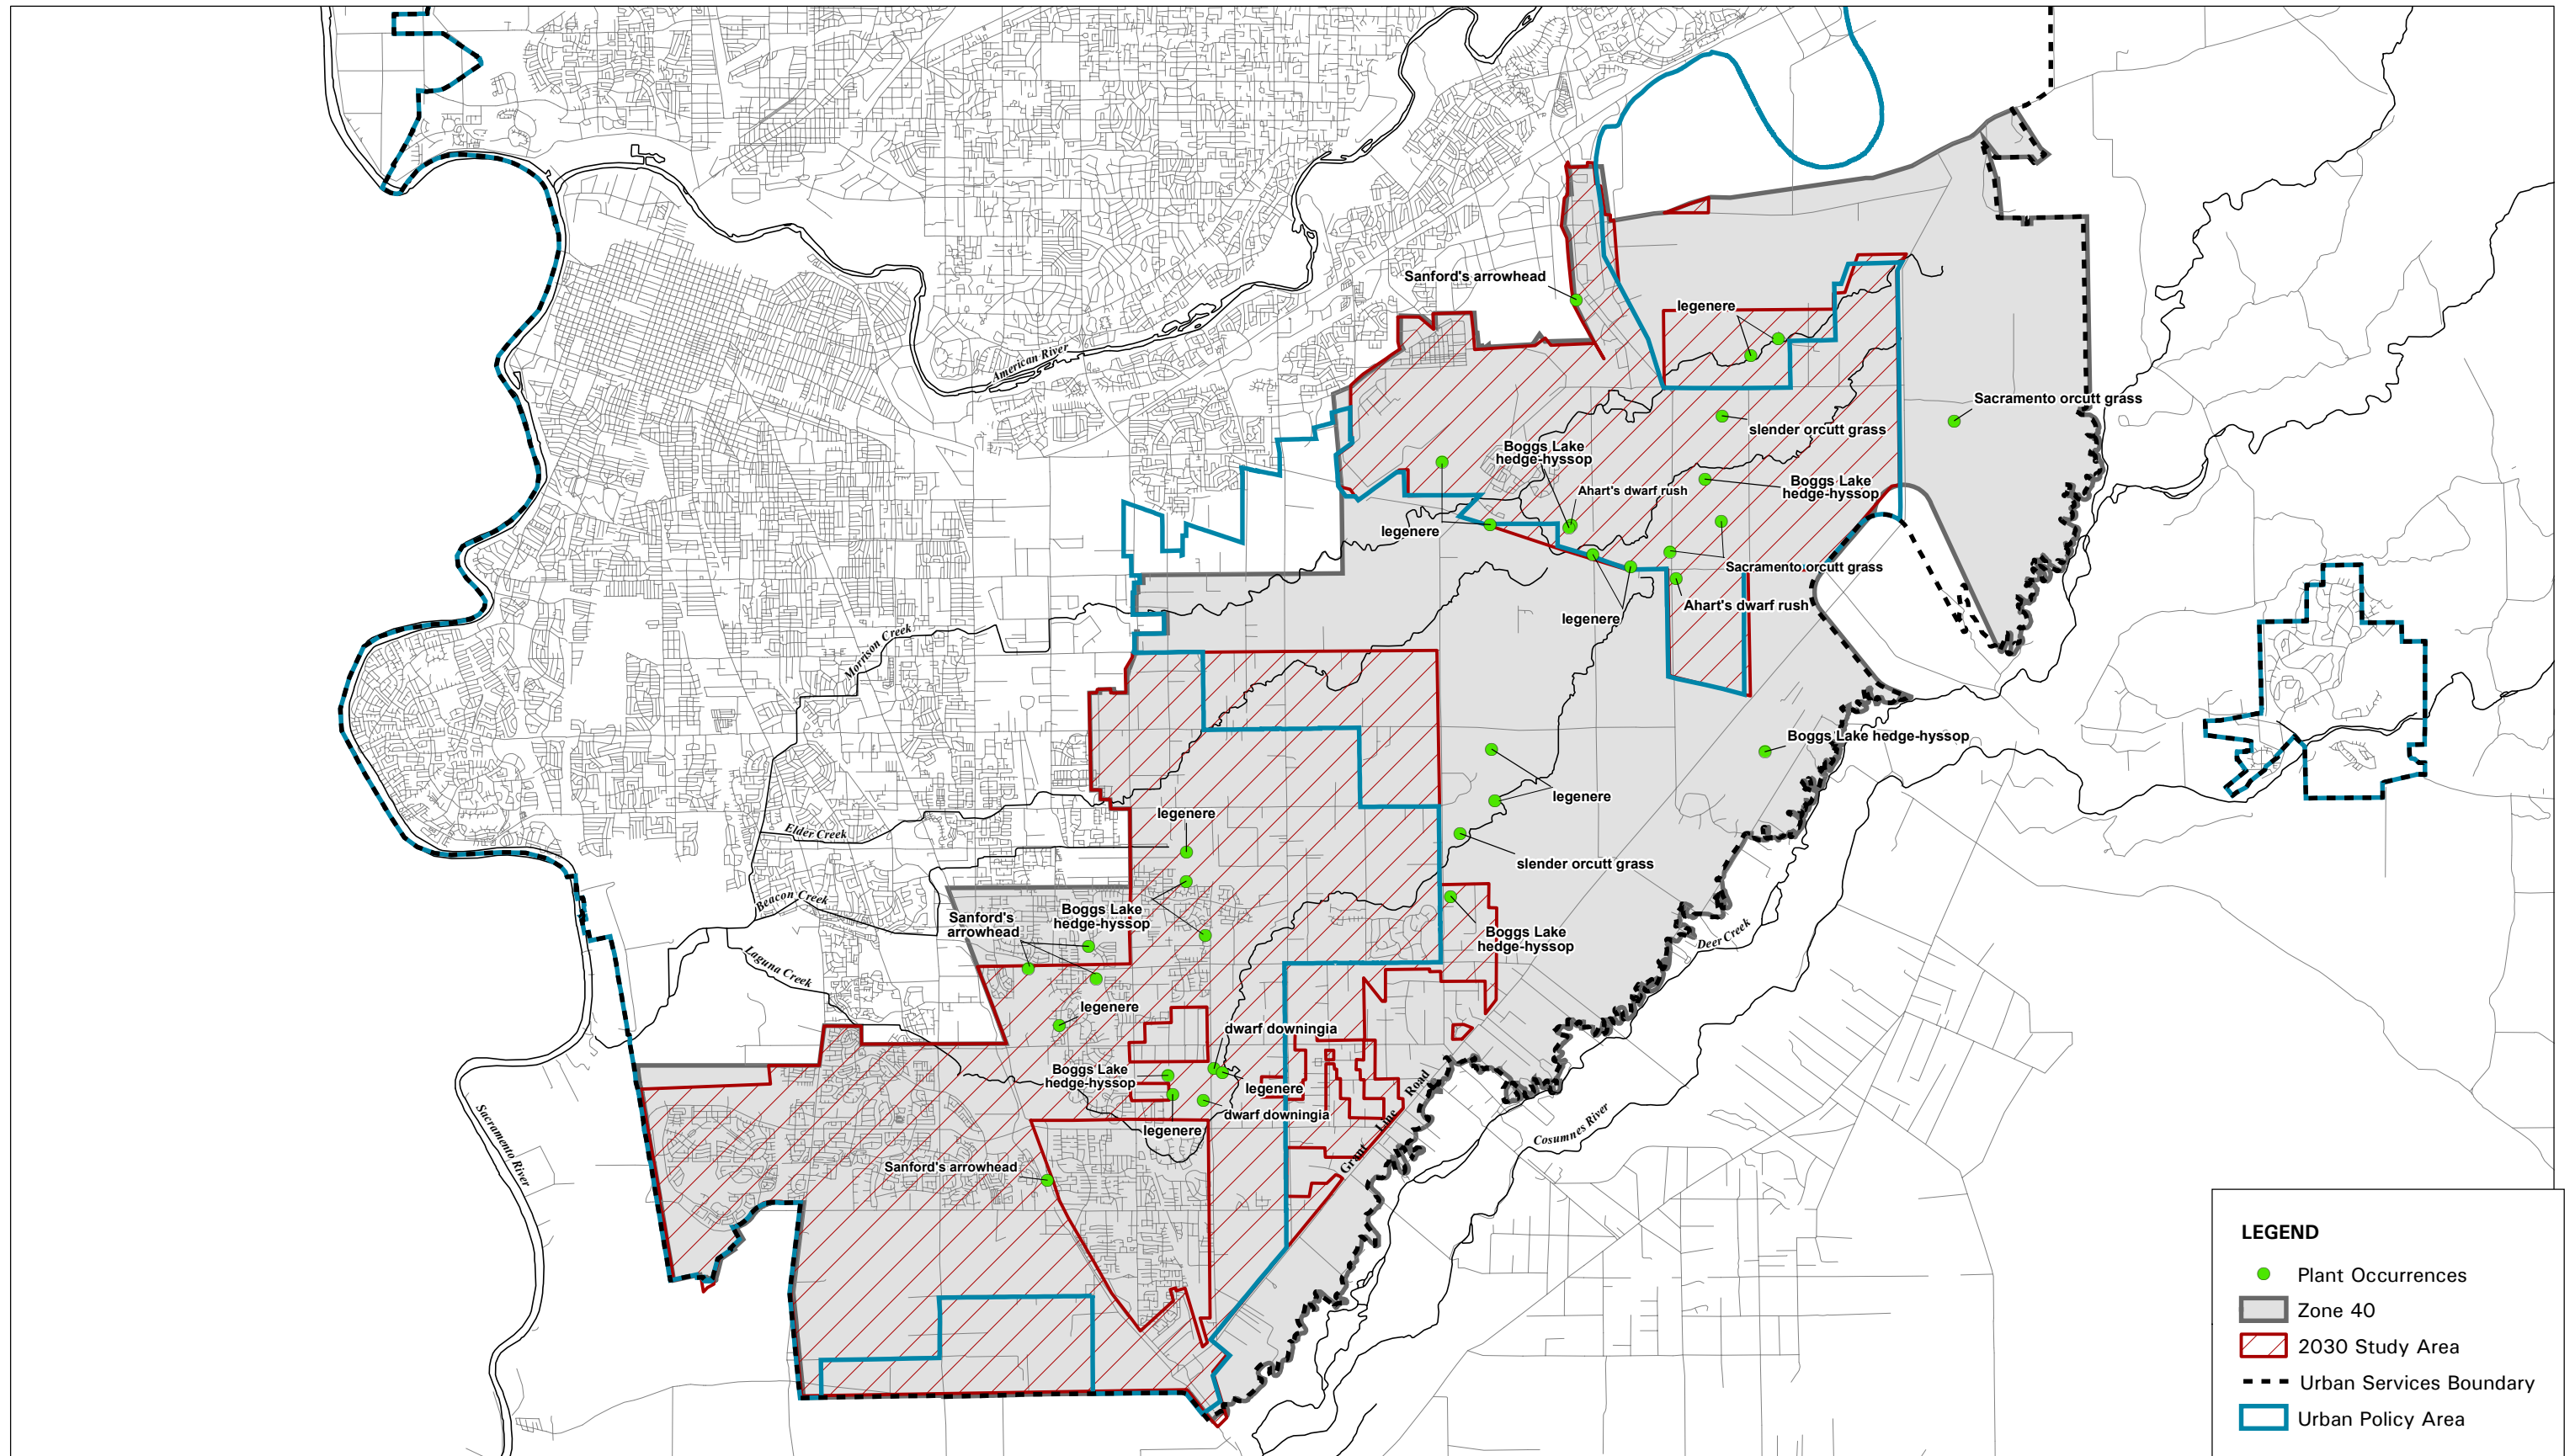 Sanford's arrowhead
legenere
American River
Sacramento orcutt grass
slender orcutt grass
Boggs Lake
hedge-hyssop
Boggs Lake
hedge-hyssop
Ahart's dwarf rush
legenere
Sacramento orcutt grass
Ahart's dwarf rush
legenere
Morrison Creek
Boggs Lake hedge-hyssop
legenere
legenere
Elder Creek
slender orcutt grass
Beacon Creek
Boggs Lake
hedge-hyssop
Sanford's
arrowhead
Boggs Lake
hedge-hyssop
Deer Creek
Laguna Creek
legenere
dwarf downingia
Boggs Lake
hedge-hyssop
legenere
dwarf downingia
legenere
Grant Line Road
Cosumnes River
Sacramento River
Sanford's arrowhead
LEGEND
Plant Occurrences
Zone 40
2030 Study Area
Urban Services Boundary
Urban Policy Area